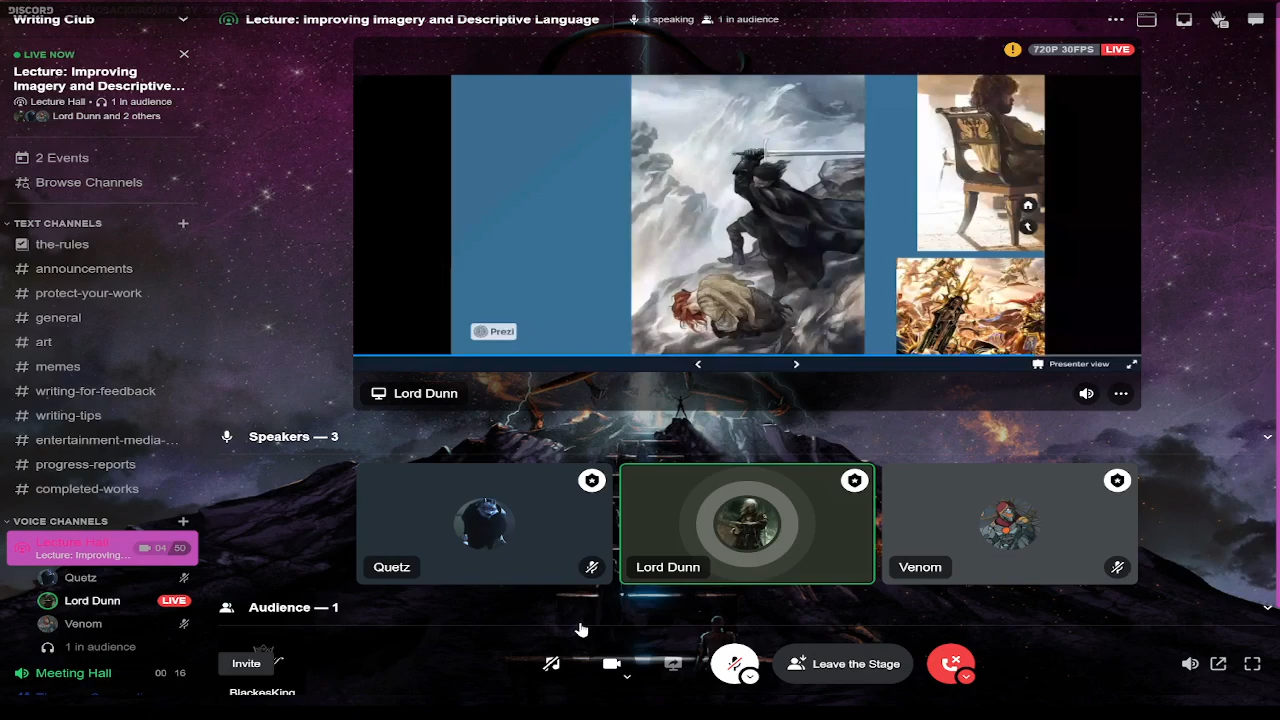 DISCORD
Writing Club
Lecture: Improving Imagery and Descriptive Language
3 speaking
1 in audience
LIVE NOW
Lecture: Improving
Imagery and Descriptive...
Lecture Hall • 1 in audience
Lord Dunn and 2 others
2 Events
Browse Channels
TEXT CHANNELS
the-rules
announcements
protect-your-work
general
art
memes
writing-for-feedback
writing-tips
entertainment-media-...
progress-reports
completed-works
VOICE CHANNELS
Lecture Hall
Lecture: Improving...
04 50
Quetz
Lord Dunn
LIVE
Venom
1 in audience
Meeting Hall
00 16
720P 30FPS
LIVE
Prezi
Presenter view
Lord Dunn
Speakers — 3
Quetz
Lord Dunn
Venom
Audience — 1
Invite
BlackesKing
Leave the Stage